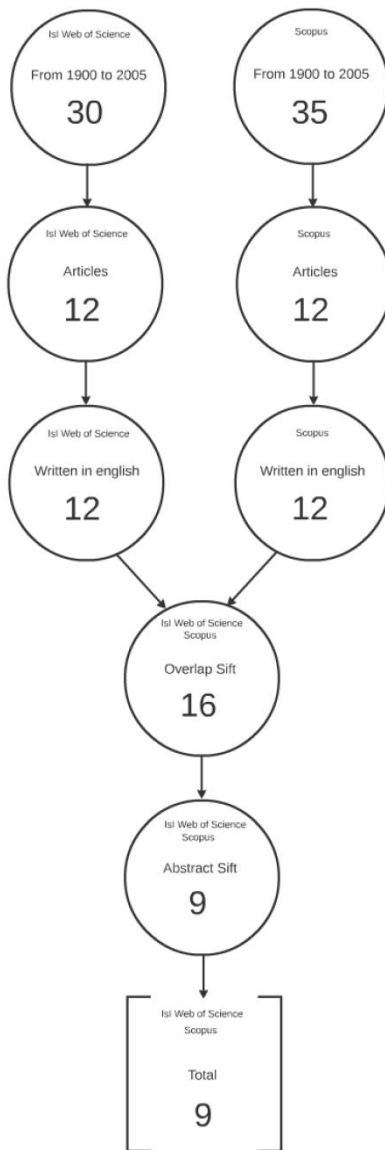 Isl Web of Science
From 1900 to 2005
30
Scopus
From 1900 to 2005
35
Isl Web of Science
Articles
12
Scopus
Articles
12
Isl Web of Science
Written in english
12
Scopus
Written in english
12
Isl Web of Science
Scopus
Overlap Sift
16
Isl Web of Science
Scopus
Abstract Sift
9
Isl Web of Science
Scopus
Total
9